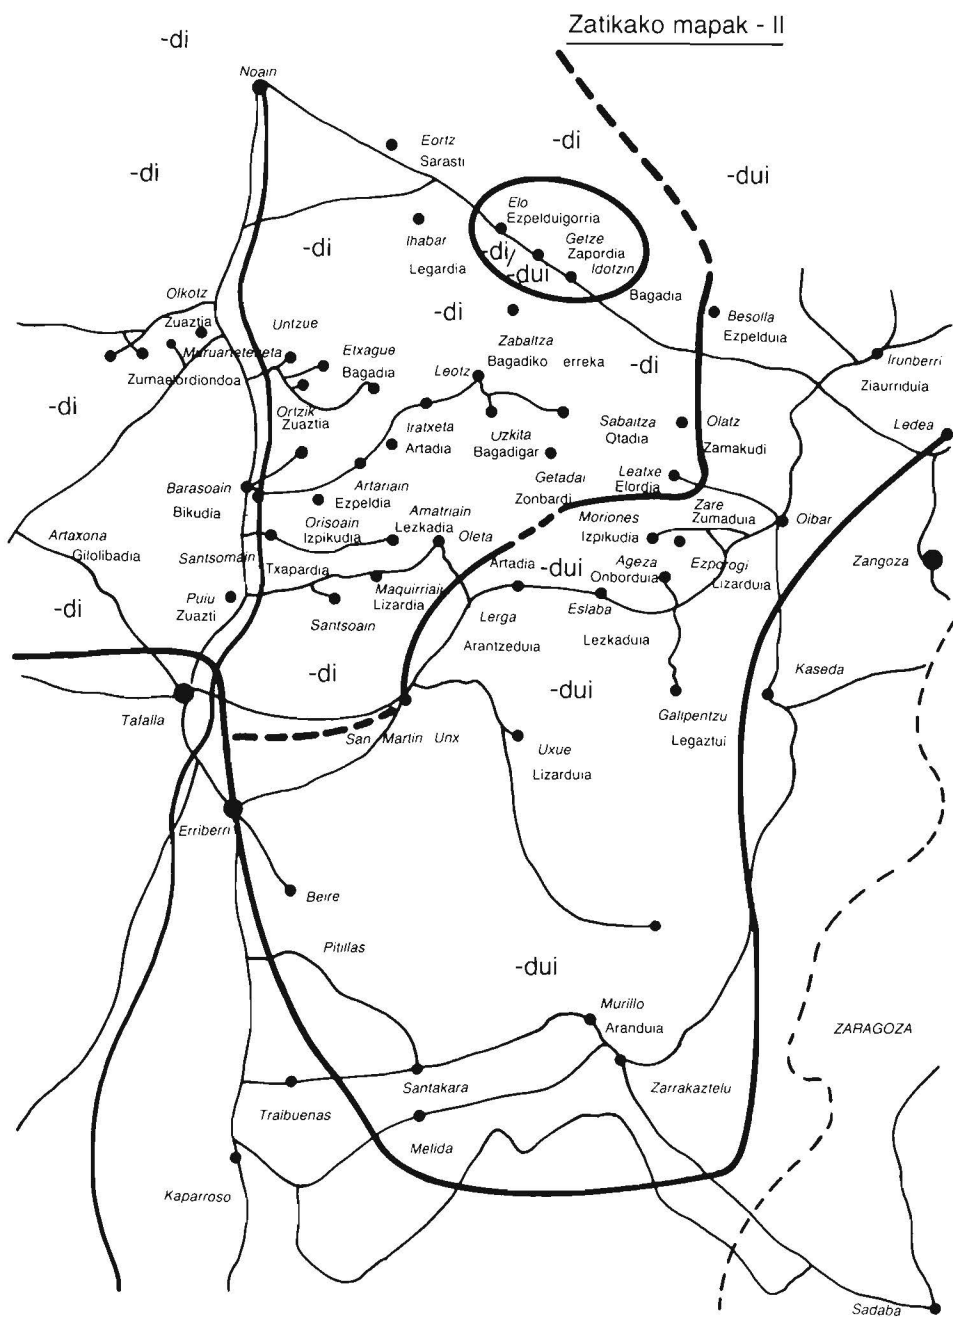 Zatikako mapak - II
-di
Noain
-di
-di
-dui
Eortz
Sarasti
-di
Elo
Ezpelduigorria
Getze
Zapordia
Idotzin
-di/
-dui
Ihabar
Legardia
Bagadia
Olkotz
Zuaztia
-di
Besolla
Ezpelduia
Untzue
Muruarteteneta
Etxague
Bagadia
Zabaltza
Bagadiko erreka
-di
Irunberri
Ziaurriduia
Zumaelordiondoa
Leotz
-di
Ortzik
Zuaztia
Iratxeta
Artadia
Uzkita
Bagadigar
Sabaitza
Otadia
Olatz
Zamakudi
Ledea
Barasoain
Bikudia
Artariain
Ezpeldia
Getadai
Zonbardi
Leatxe
Elordia
Zare
Zumaduia
Oibar
Orisoain
Izpikudia
Amatriain
Lezkadia
Oleta
Moriones
Izpikudia
Artaxona
Gilolibadia
Santsomain
Txapardia
Artadia
-dui
Ageza
Onborduia
Ezporogi
Lizarduia
Zangoza
-di
Puiu
Zuazti
Maquirriain
Lizardia
Santsoain
Lerga
Arantzeduia
Eslaba
Lezkaduia
-di
-dui
Kaseda
Tafalla
San Martin Unx
Galipentzu
Legaztui
Uxue
Lizarduia
Erriberri
Beire
Pitillas
-dui
Murillo
Aranduia
ZARAGOZA
Santakara
Zarrakaztelu
Traibuenas
Melida
Kaparroso
Sadaba